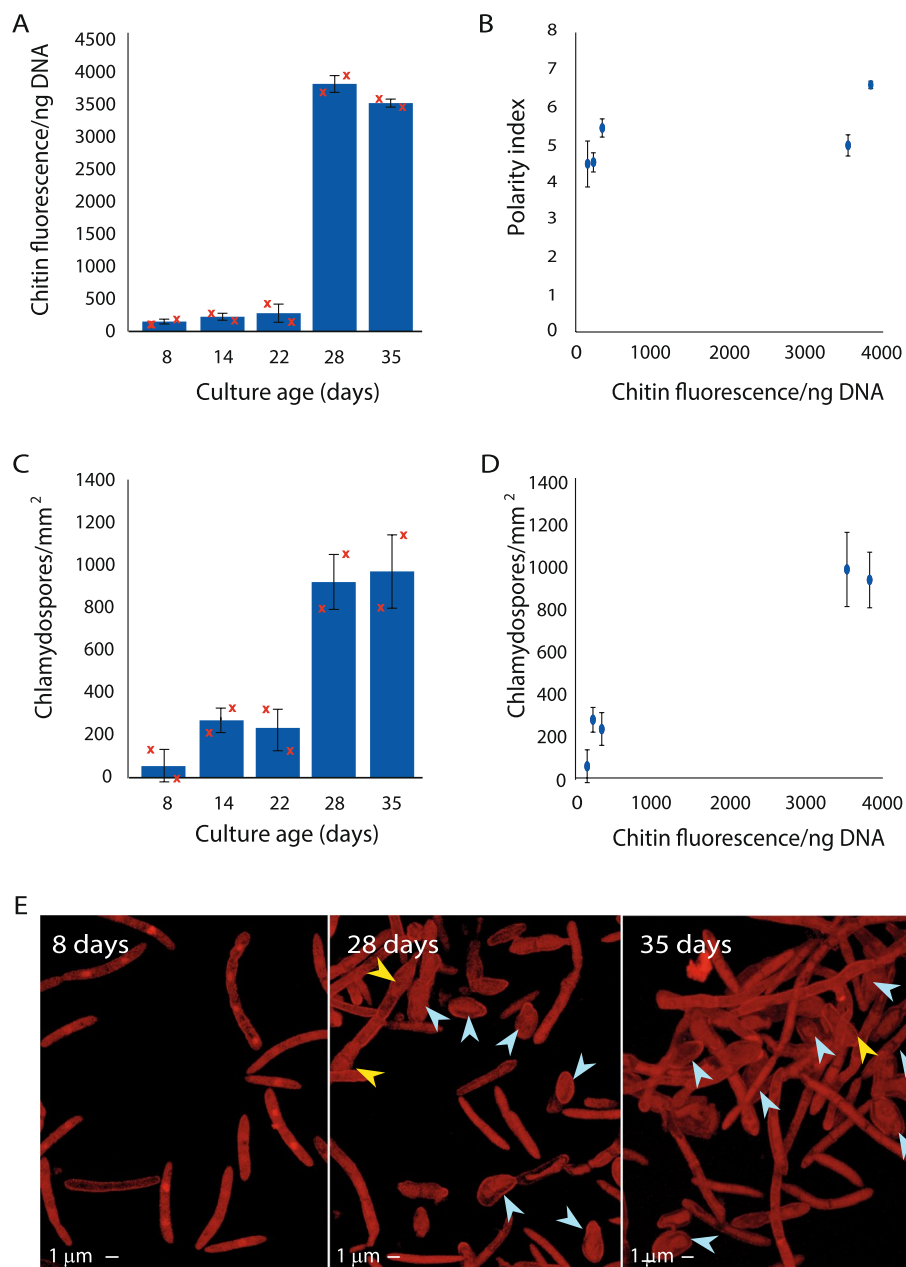 A
Chitin fluorescence/ng DNA
4500
4000
3500
3000
2500
2000
1500
1000
500
0
8 14 22 28 35
Culture age (days)
B
Polarity index
8
7
6
5
4
3
2
1
0
0 1000 2000 3000 4000
Chitin fluorescence/ng DNA
C
Chlamydospores/mm²
1400
1200
1000
800
600
400
200
0
8 14 22 28 35
Culture age (days)
D
Chlamydospores/mm²
1400
1200
1000
800
600
400
200
0
0 1000 2000 3000 4000
Chitin fluorescence/ng DNA
E
8 days
28 days
35 days
1 μm
1 μm
1 μm